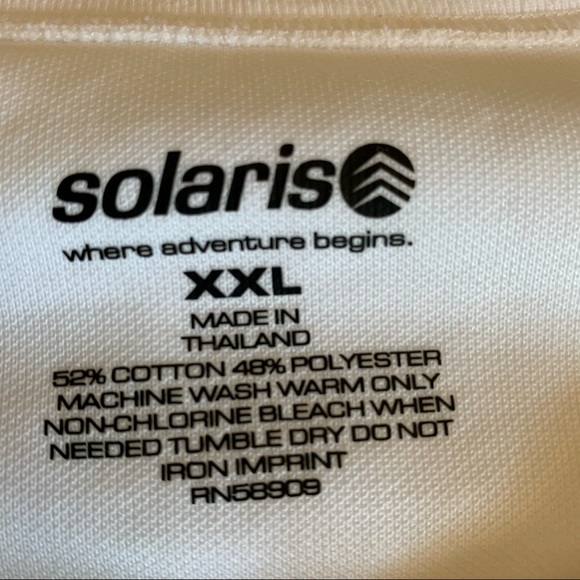 solaris
where adventure begins.
XXL
MADE IN
THAILAND
52% COTTON 48% POLYESTER
MACHINE WASH WARM ONLY
NON-CHLORINE BLEACH WHEN
NEEDED TUMBLE DRY DO NOT
IRON IMPRINT
RN58909